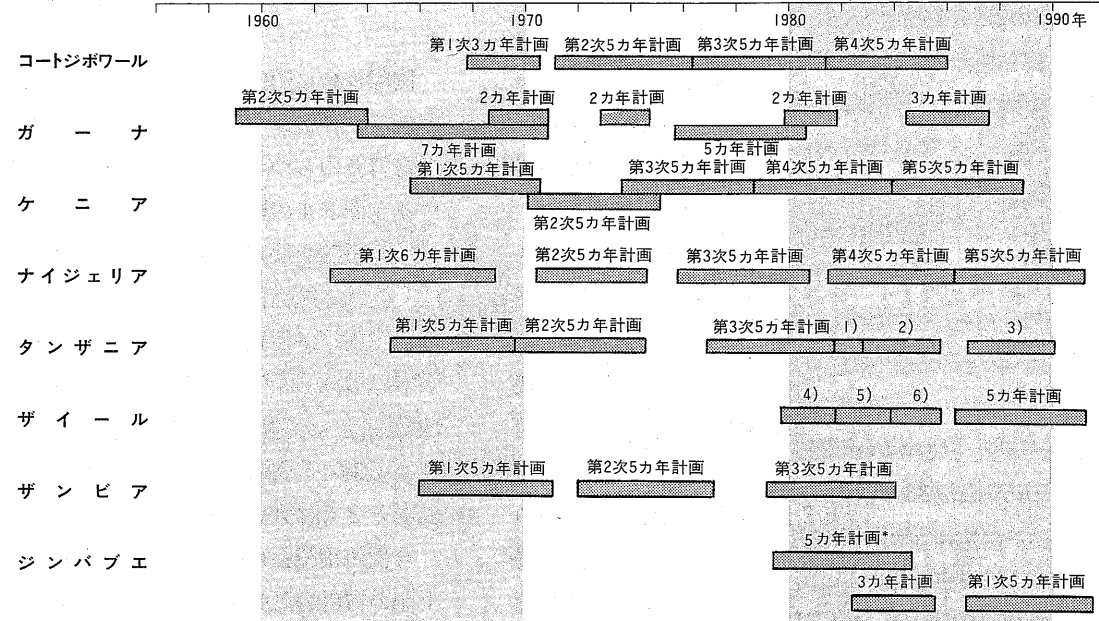 1960 1970 1980 1990年
第1次3カ年計画 第2次5カ年計画 第3次5カ年計画 第4次5カ年計画
コートジボワール
第2次5カ年計画 2カ年計画 2カ年計画 2カ年計画 3カ年計画
ガーナ
7カ年計画 5カ年計画
第1次5カ年計画 第3次5カ年計画 第4次5カ年計画 第5次5カ年計画
ケニア
第2次5カ年計画
第1次6カ年計画 第2次5カ年計画 第3次5カ年計画 第4次5カ年計画 第5次5カ年計画
ナイジェリア
第1次5カ年計画 第2次5カ年計画 第3次5カ年計画 1) 2) 3)
タンザニア
4) 5) 6) 5カ年計画
ザイール
第1次5カ年計画 第2次5カ年計画 第3次5カ年計画
ザンビア
5カ年計画*
ジンバブエ
3カ年計画 第1次5カ年計画